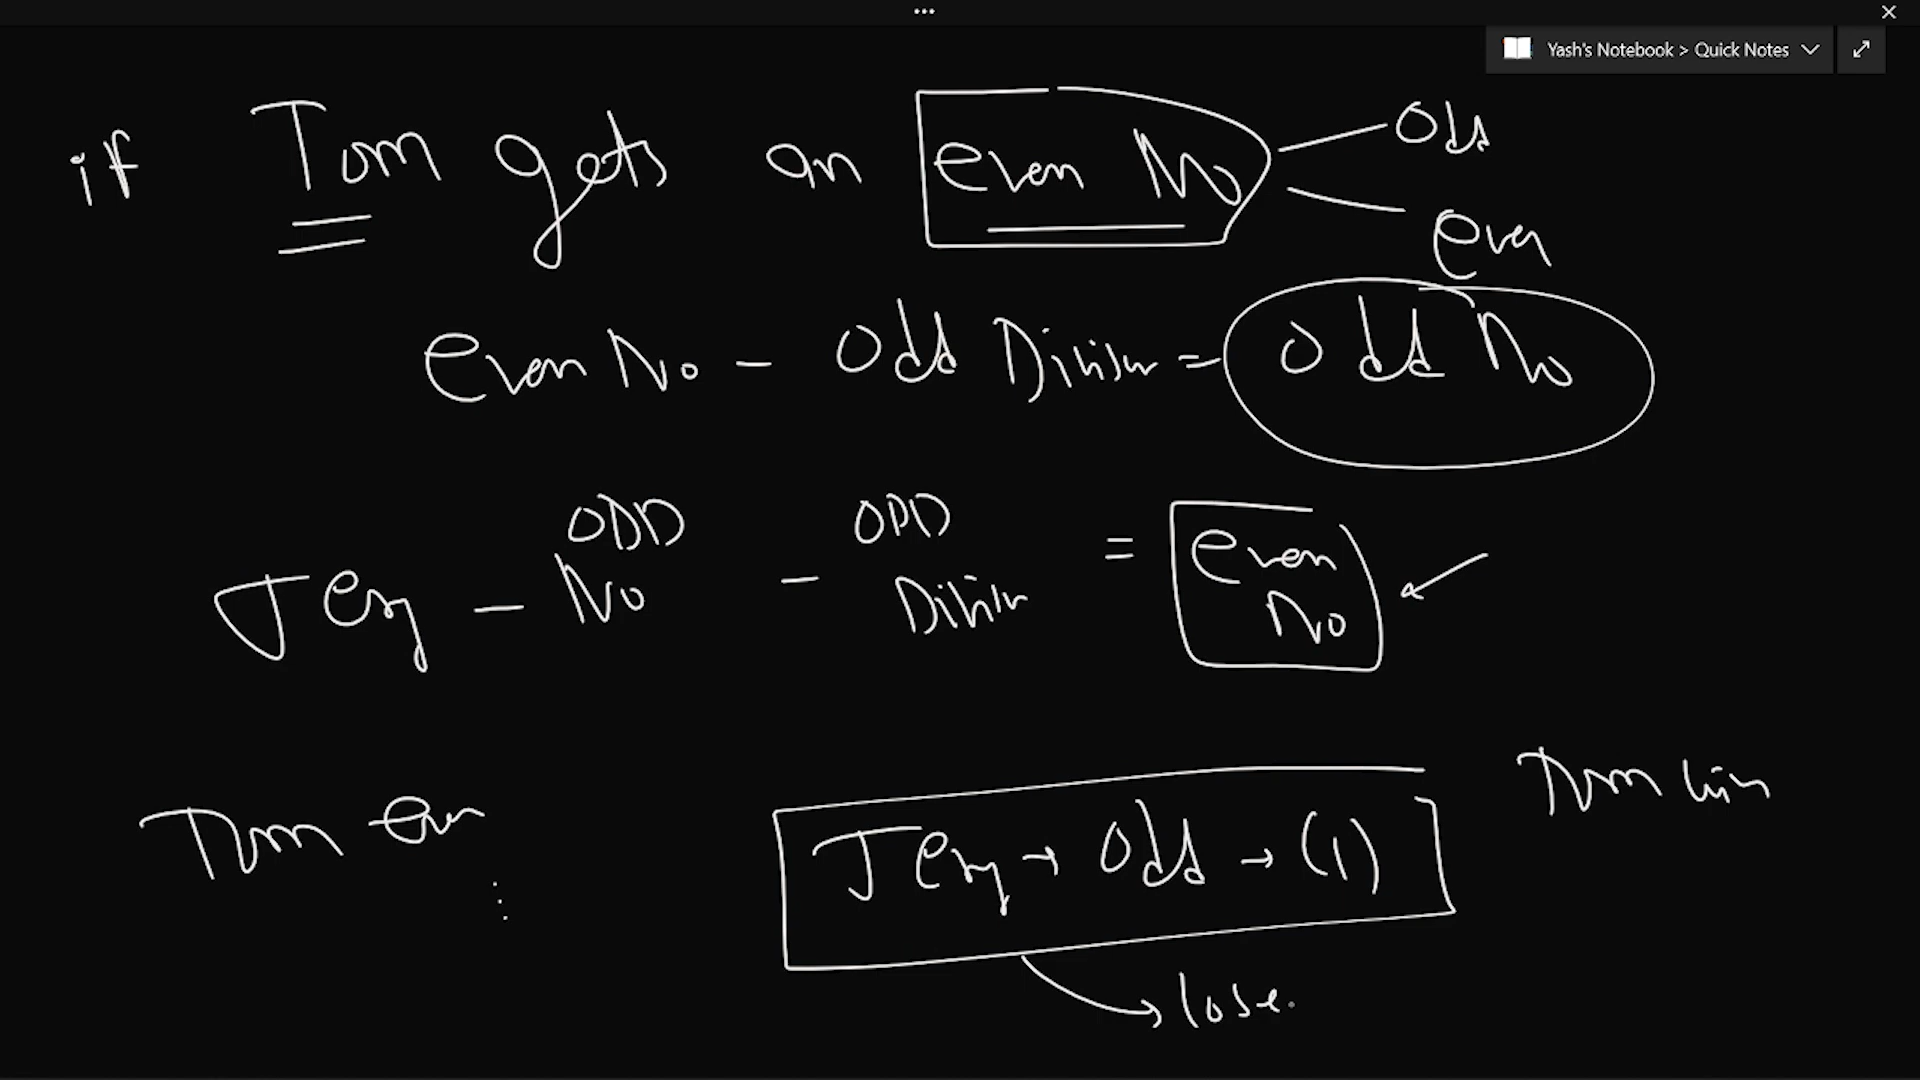 ...
Yash's Notebook > Quick Notes
if Tom gets an even No
Odd
even
even No - Odd Divisor = Odd No
Jerry - ODD No - ODD Divisor = even No
Tom even
Jerry → Odd → (1)
Tom win
lose.